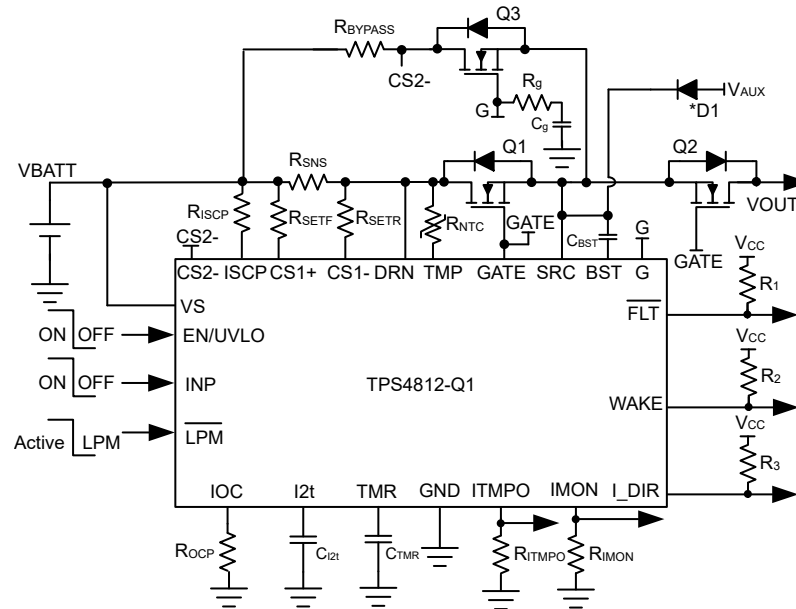 RBYPASS
Q3
CS2-
Rg
G
Cg
*D1
VAUX
VBATT
RSNS
Q1
Q2
VOUT
RISCP
RSETF
RSETR
RNTC
GATE
CBST
G
GATE
CS2-
CS2-
ISCP
CS1+
CS1-
DRN
TMP
GATE
SRC
BST
G
VCC
R1
VS
FLT
ON
OFF
EN/UVLO
VCC
R2
ON
OFF
INP
TPS4812-Q1
WAKE
Active
LPM
LPM
VCC
R3
IOC
I2t
TMR
GND
ITMPO
IMON
I_DIR
ROCP
CI2t
CTMR
RITMPO
RIMON